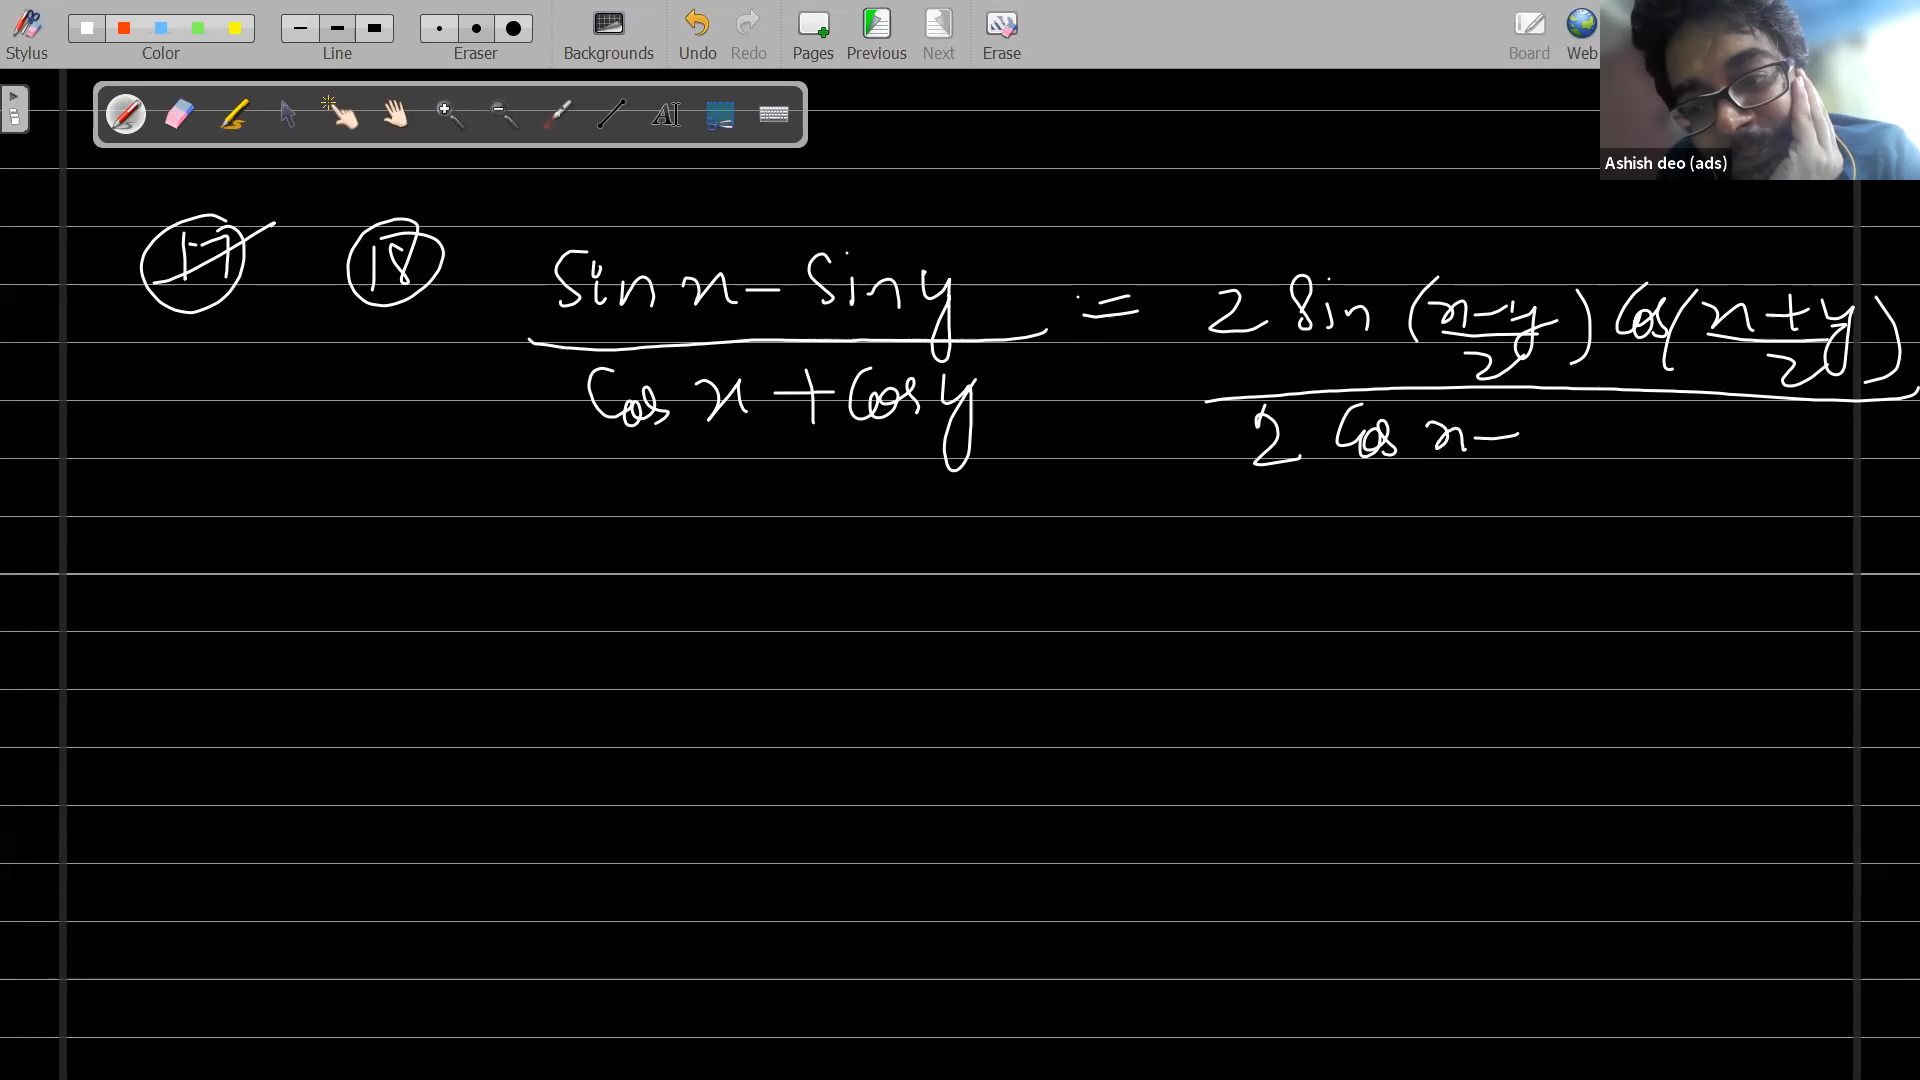 Stylus Color Line Eraser Backgrounds Undo Redo Pages Previous Next Erase Board Web
AI
Ashish deo (ads)
17 18 Sin x - Sin y / Cos x + Cos y = 2 Sin (x-y/2) Cos (x+y/2) / 2 Cos x-